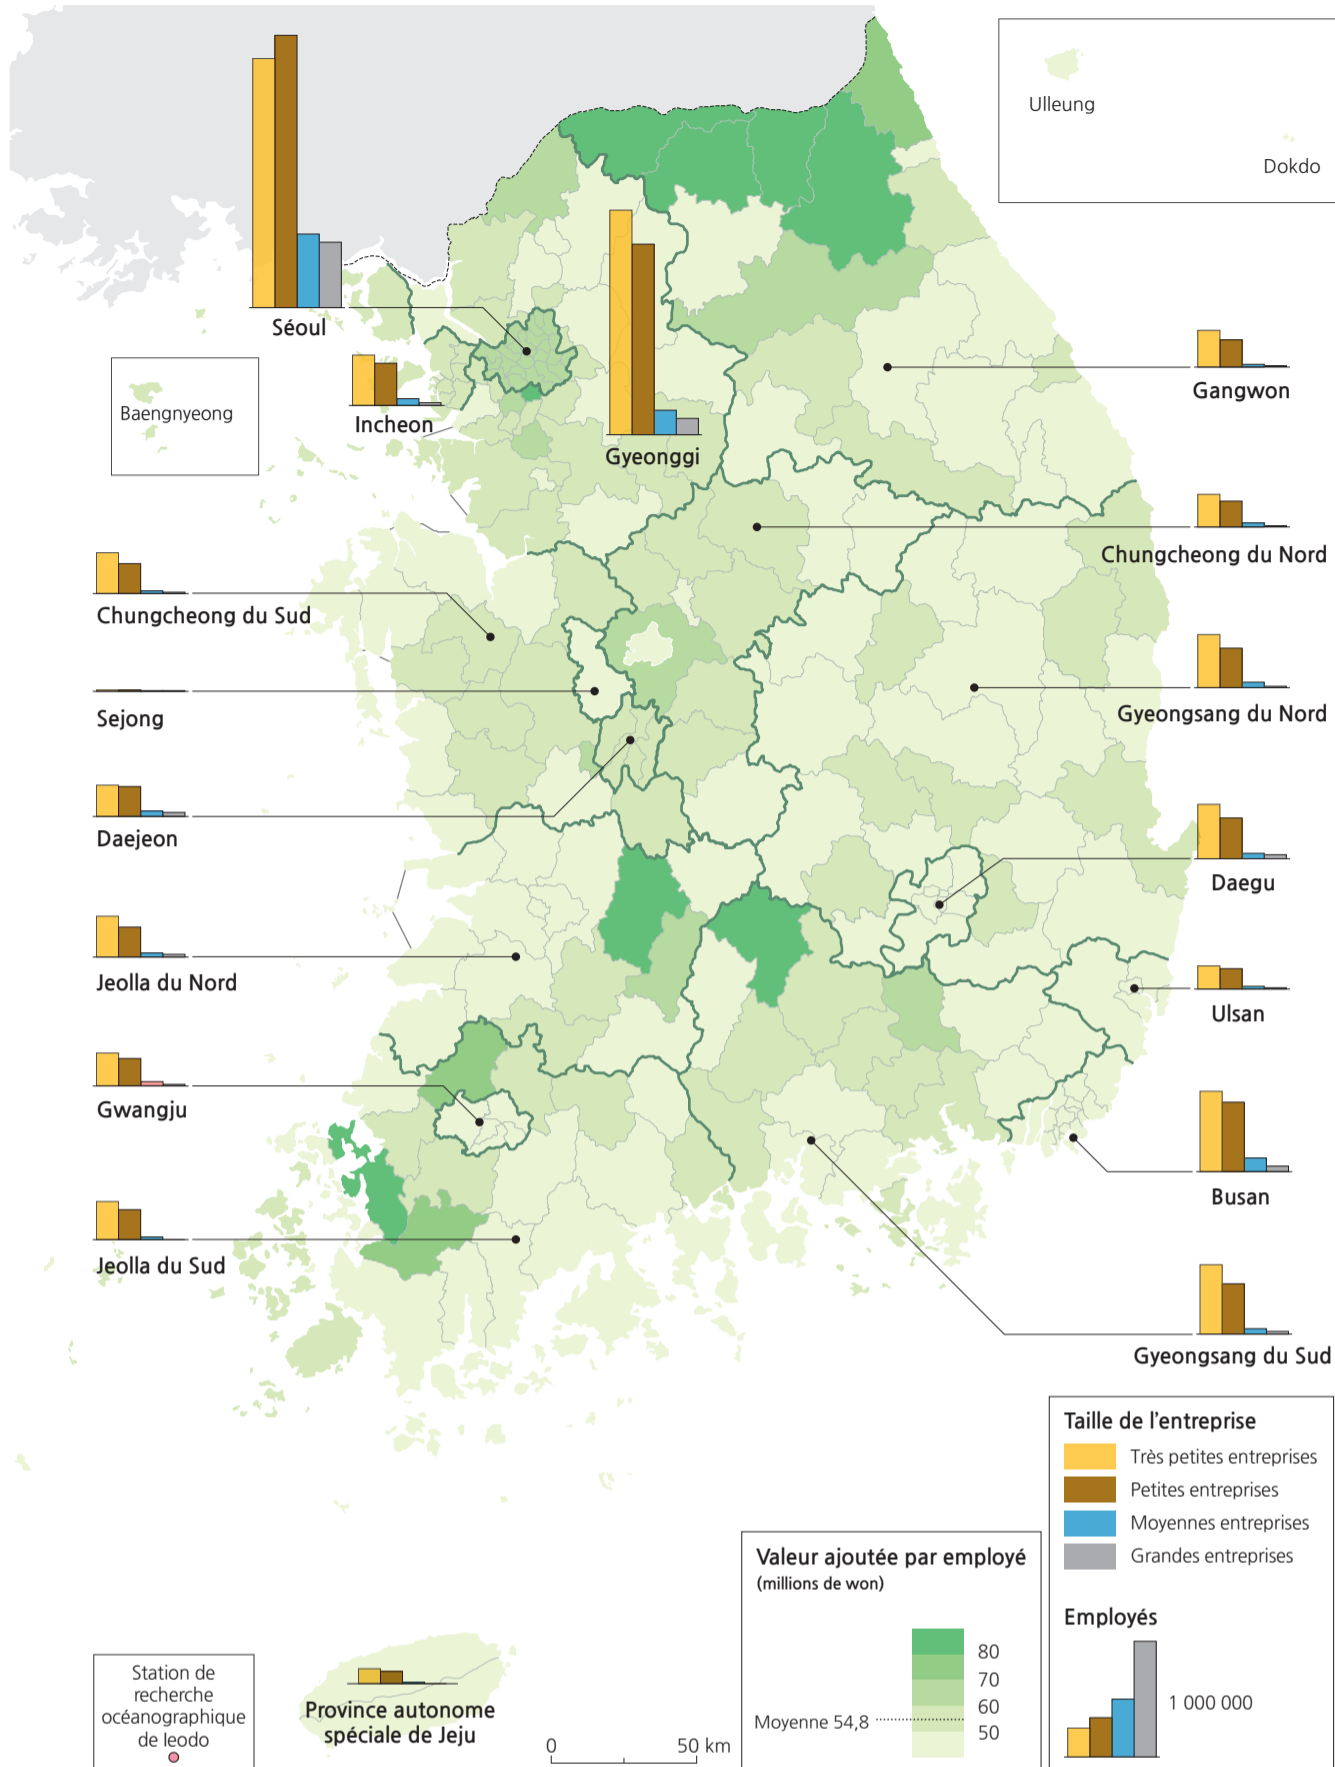 Ulleung
Dokdo
Séoul
Incheon
Baengnyeong
Gyeonggi
Gangwon
Chungcheong du Nord
Chungcheong du Sud
Sejong
Gyeongsang du Nord
Daejeon
Daegu
Jeolla du Nord
Ulsan
Gwangju
Busan
Jeolla du Sud
Gyeongsang du Sud
Taille de l’entreprise
Très petites entreprises
Petites entreprises
Moyennes entreprises
Grandes entreprises
Employés
1 000 000
Valeur ajoutée par employé
(millions de won)
80
70
60
50
Moyenne 54,8
Station de
recherche
océanographique
de Ieodo
Province autonome
spéciale de Jeju
0 50 km